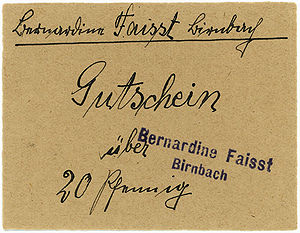 Bernardine Faisst Birnbach
Gutschein
über
Bernardine Faisst
Birnbach
20 Pfennig